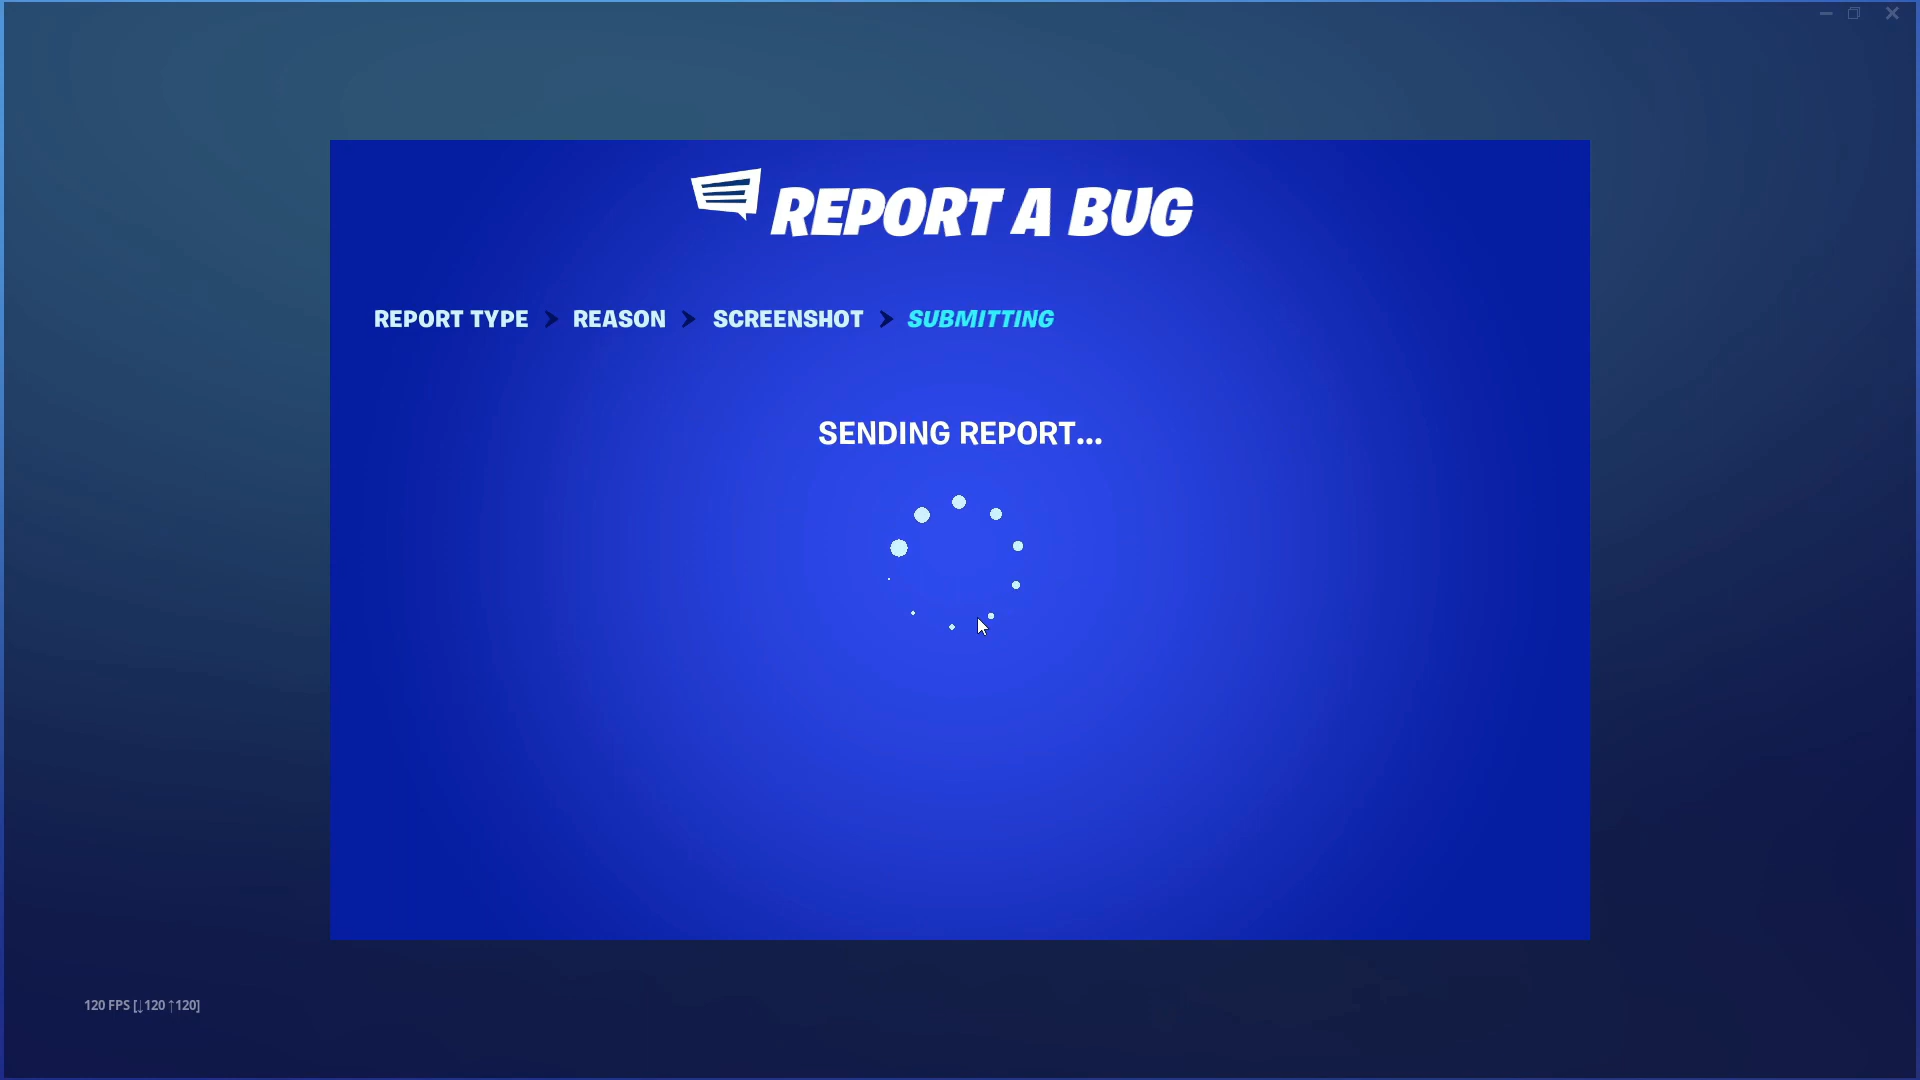 REPORT A BUG
REPORT TYPE > REASON > SCREENSHOT > SUBMITTING
SENDING REPORT...
120 FPS [↓120 ↑120]